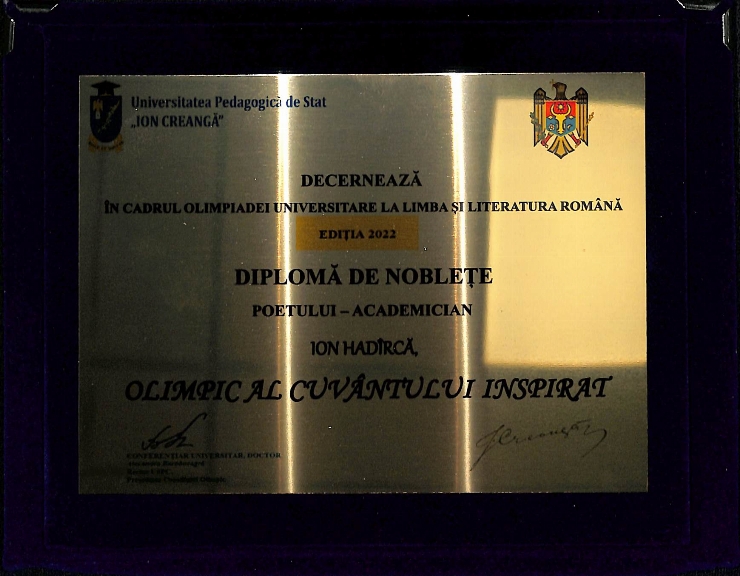 Universitatea Pedagogică de Stat
„ION CREANGĂ”
DECERNEAZĂ
ÎN CADRUL OLIMPIADEI UNIVERSITARE LA LIMBA ȘI LITERATURA ROMÂNĂ
EDIȚIA 2022
DIPLOMĂ DE NOBLEȚE
POETULUI – ACADEMICIAN
ION HADÎRCĂ,
OLIMPIC AL CUVÂNTULUI INSPIRAT
CONFERENȚIAR UNIVERSITAR, DOCTOR